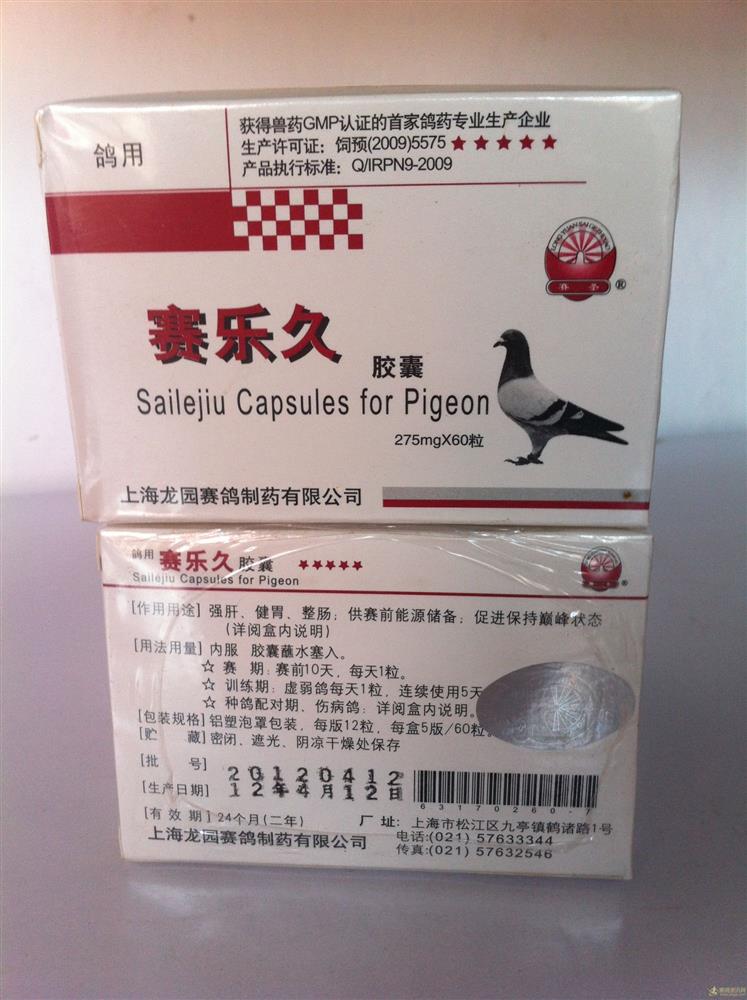 鸽用
获得兽药GMP认证的首家鸽药专业生产企业
生产许可证：饲预(2009)5575 ★★★★★
产品执行标准：Q/IRPN9-2009
赛圣 ®
赛乐久 胶囊
Sailejiu Capsules for Pigeon
275mgX60粒
上海龙园赛鸽制药有限公司
鸽用 赛乐久 胶囊 ★★★★★
Sailejiu Capsules for Pigeon
[作用用途] 强肝、健胃、整肠；供赛前能源储备；促进保持巅峰状态
(详阅盒内说明)
[用法用量] 内服 胶囊蘸水塞入。
☆ 赛 期：赛前10天，每天1粒。
☆ 训练期：虚弱鸽每天1粒，连续使用5天
☆ 种鸽配对期、伤病鸽：详阅盒内说明。
[包装规格] 铝塑泡罩包装，每版12粒，每盒5版/60粒
[贮 藏] 密闭、遮光、阴凉干燥处保存
[批 号] 20120412
[生产日期] 12年4月12日
63170260-7
[有效期] 24个月(二年)
厂 址：上海市松江区九亭镇鹤诸路1号
上海龙园赛鸽制药有限公司
电话：(021) 57633344
传真：(021) 57632546